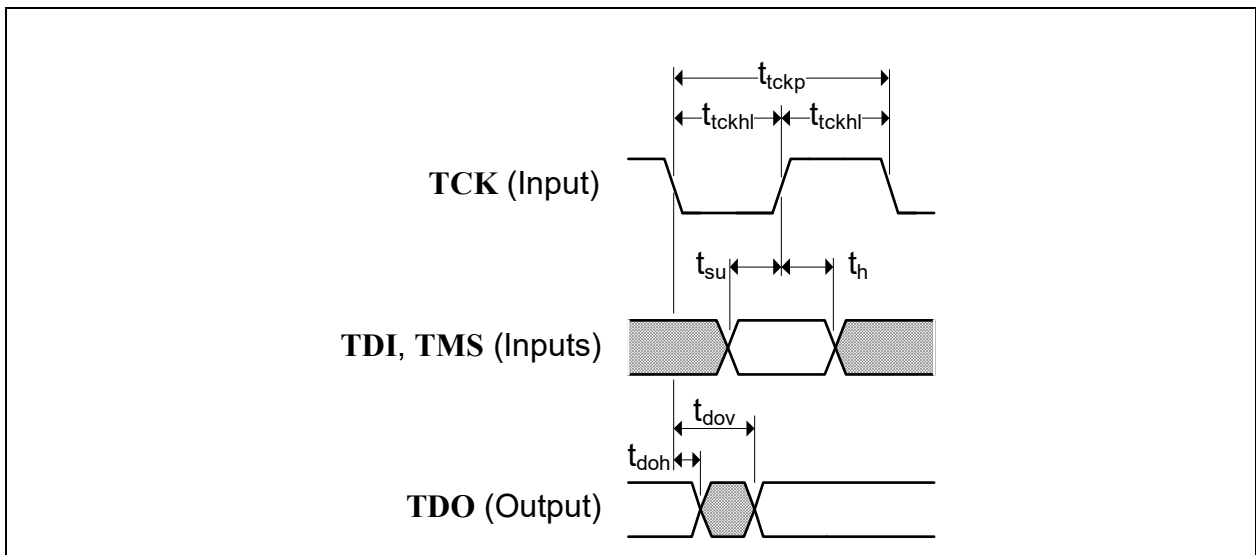 t_tckp
t_tckhl t_tckhl
TCK (Input)
t_su t_h
TDI, TMS (Inputs)
t_dov
t_doh
TDO (Output)